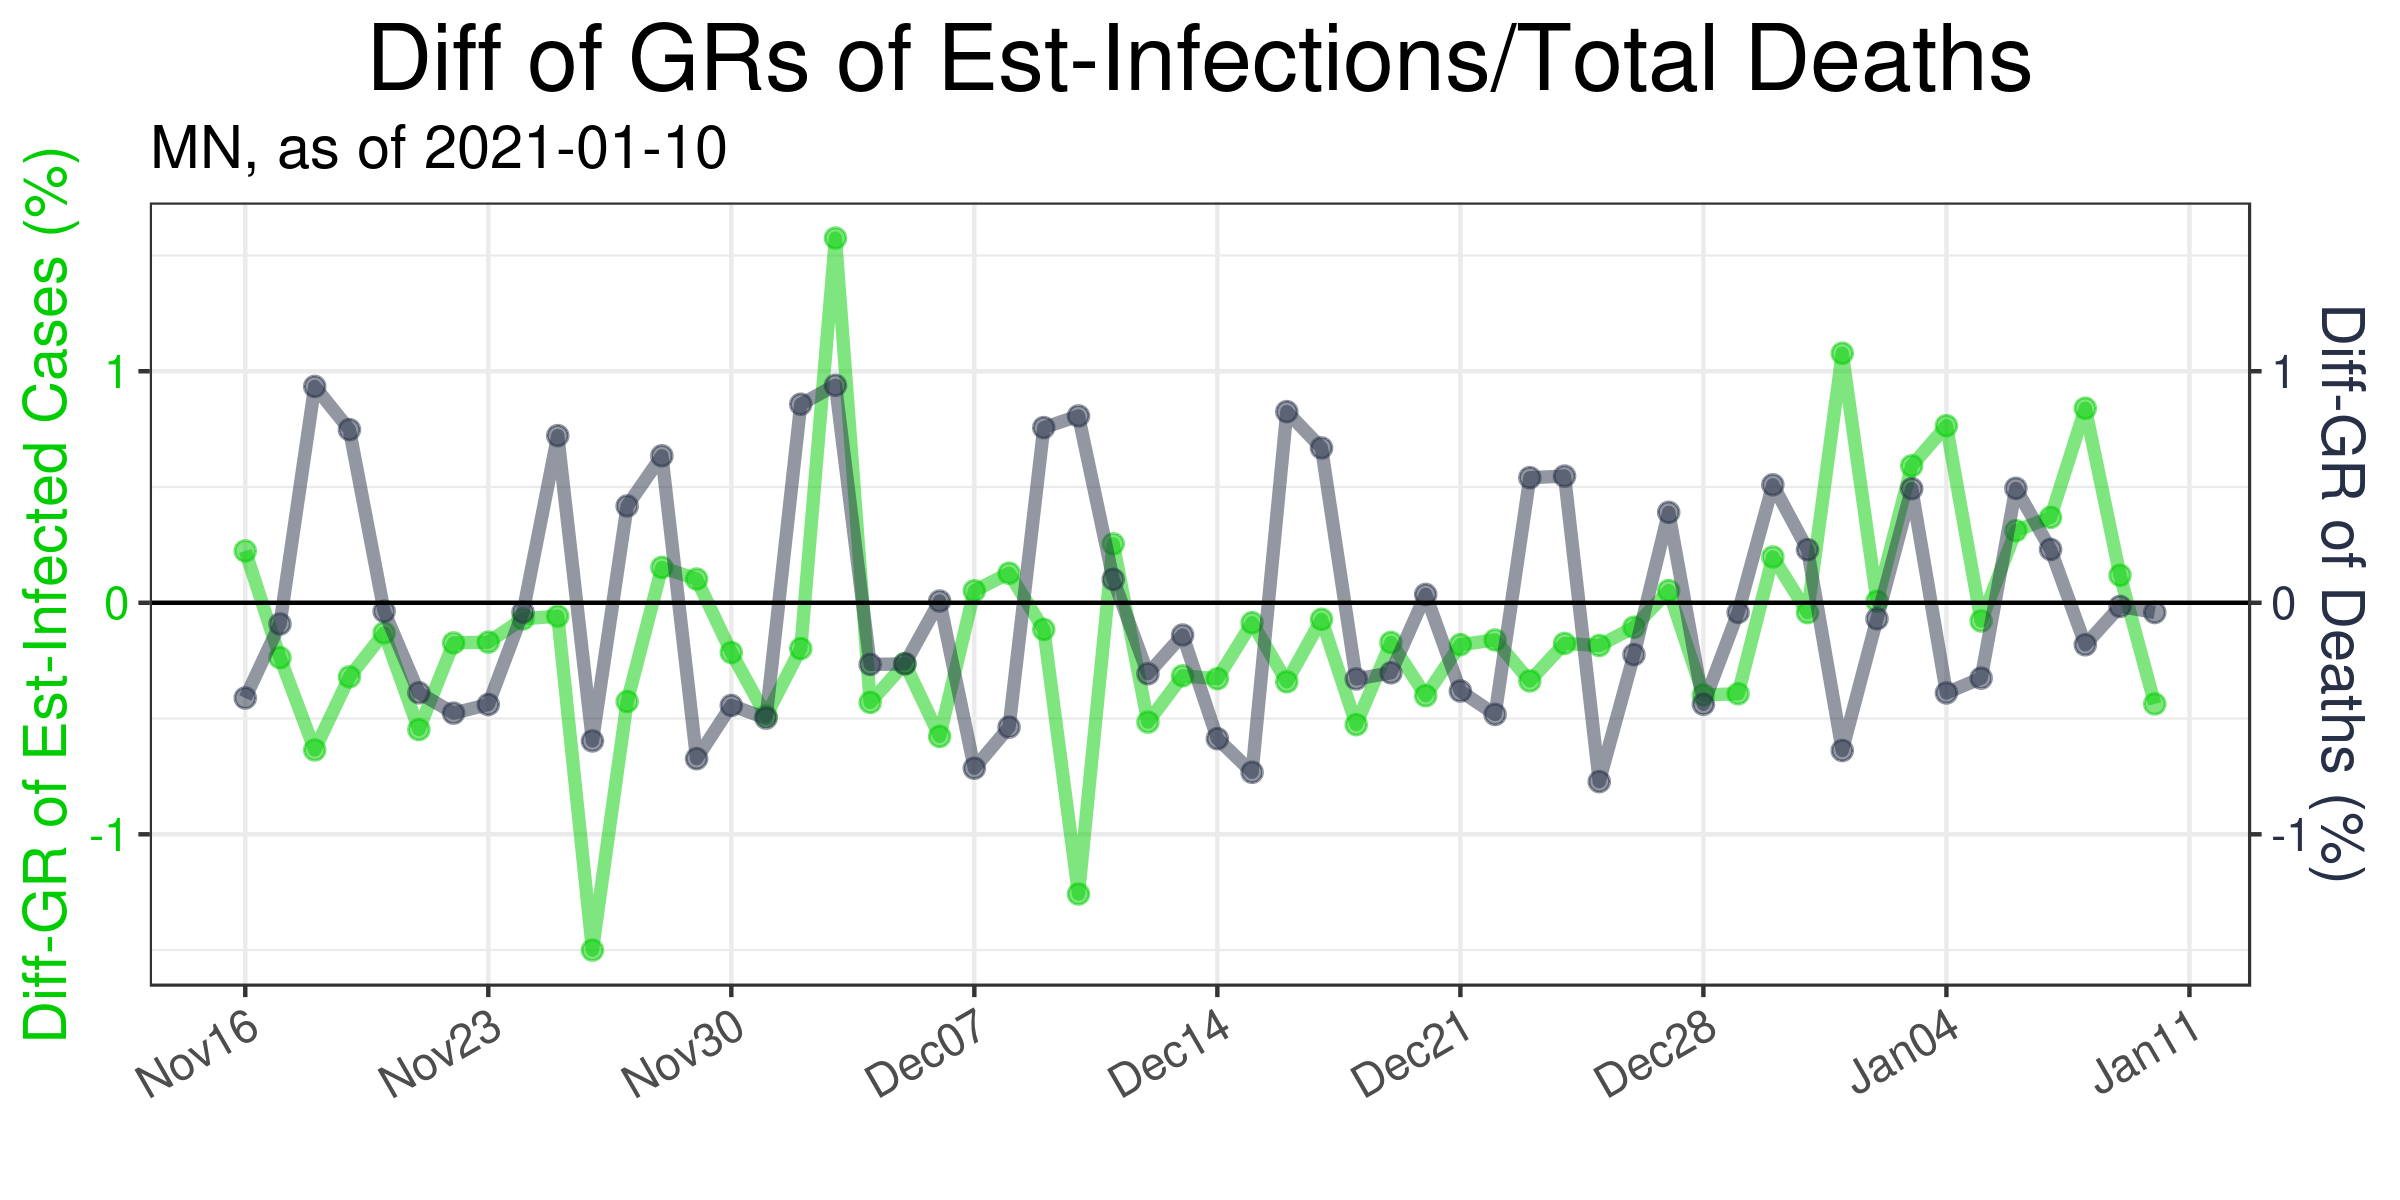 Diff of GRs of Est-Infections/Total Deaths
MN, as of 2021-01-10
Diff-GR of Est-Infected Cases (%)
1
0
-1
1
0
-1
Diff-GR of Deaths (%)
Nov16
Nov23
Nov30
Dec07
Dec14
Dec21
Dec28
Jan04
Jan11